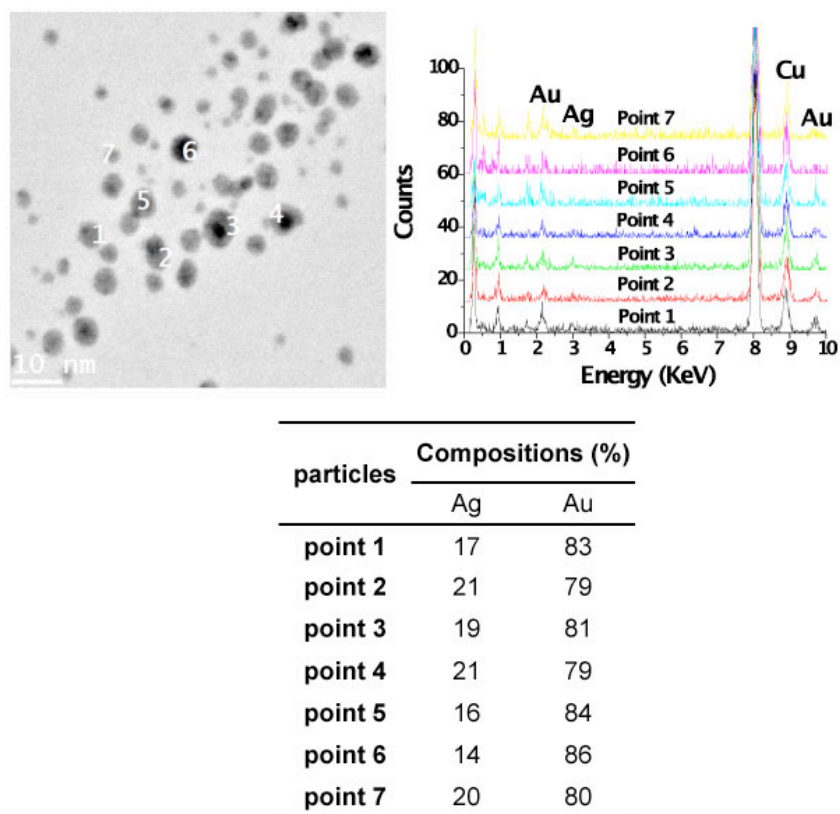 7
6
5
4
1
3
2
10 nm
100
80
60
40
20
0
Counts
Au
Ag
Cu
Au
Point 7
Point 6
Point 5
Point 4
Point 3
Point 2
Point 1
0 1 2 3 4 5 6 7 8 9 10
Energy (KeV)
particles
Compositions (%)
Ag Au
point 1 17 83
point 2 21 79
point 3 19 81
point 4 21 79
point 5 16 84
point 6 14 86
point 7 20 80